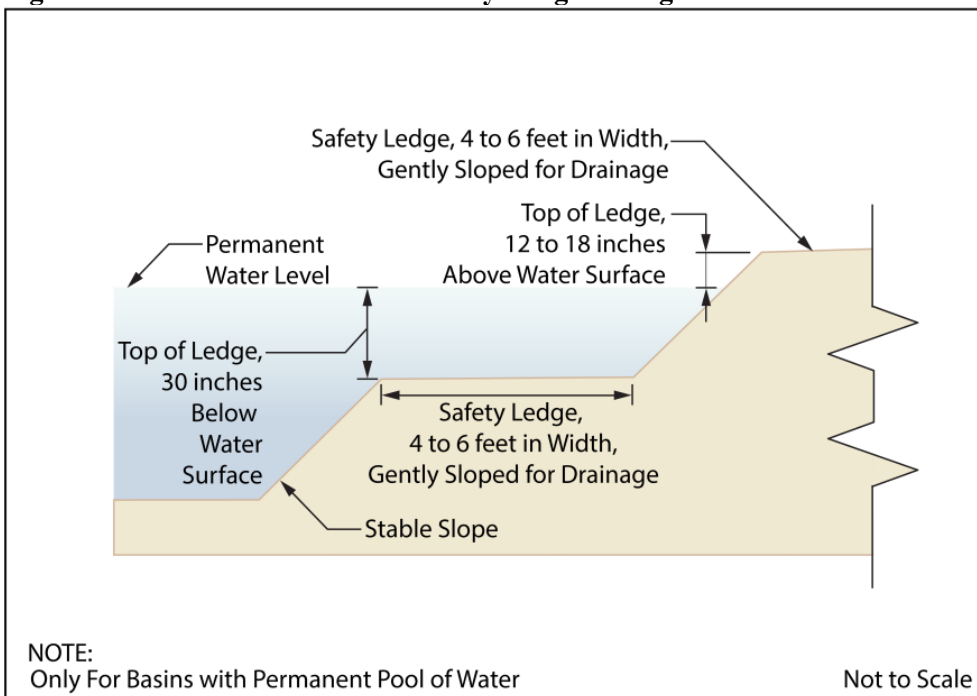 Safety Ledge, 4 to 6 feet in Width,
Gently Sloped for Drainage
Top of Ledge,
12 to 18 inches
Above Water Surface
Permanent
Water Level
Top of Ledge,
30 inches
Below
Water
Surface
Safety Ledge,
4 to 6 feet in Width,
Gently Sloped for Drainage
Stable Slope
NOTE:
Only For Basins with Permanent Pool of Water
Not to Scale